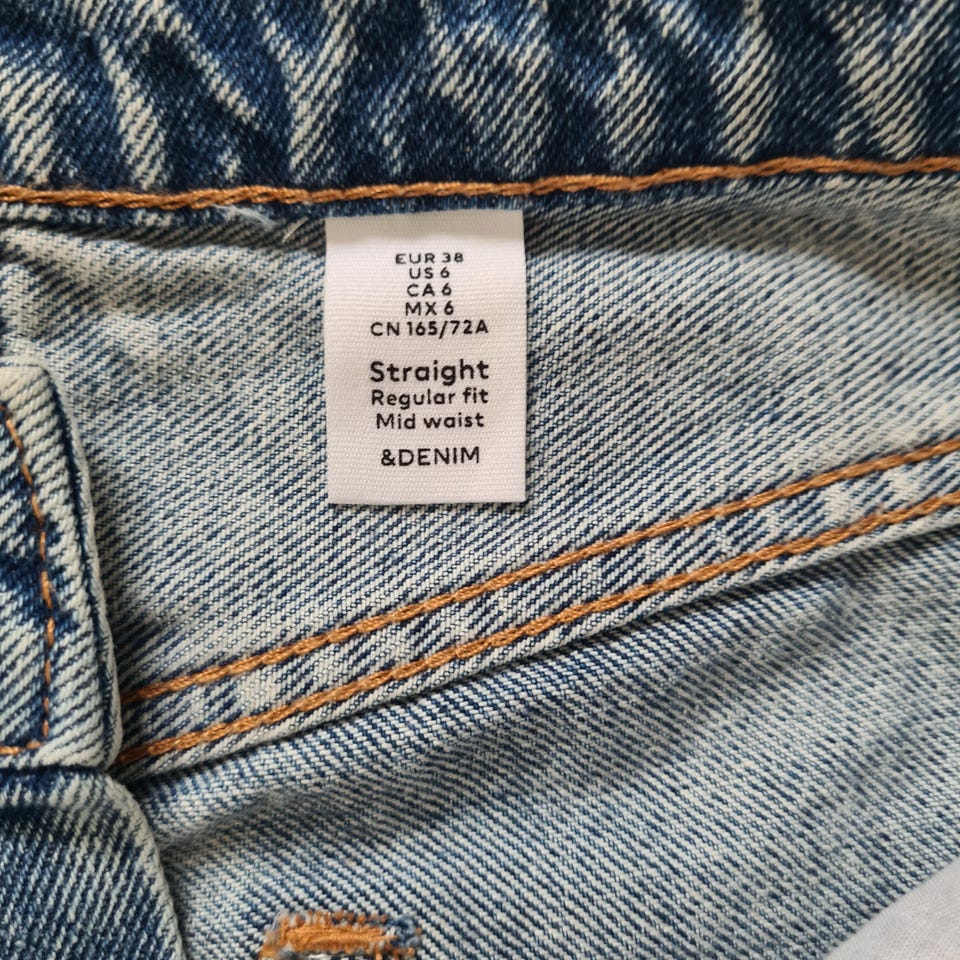 EUR 38
US 6
CA 6
MX 6
CN 165/72A
Straight
Regular fit
Mid waist
&DENIM